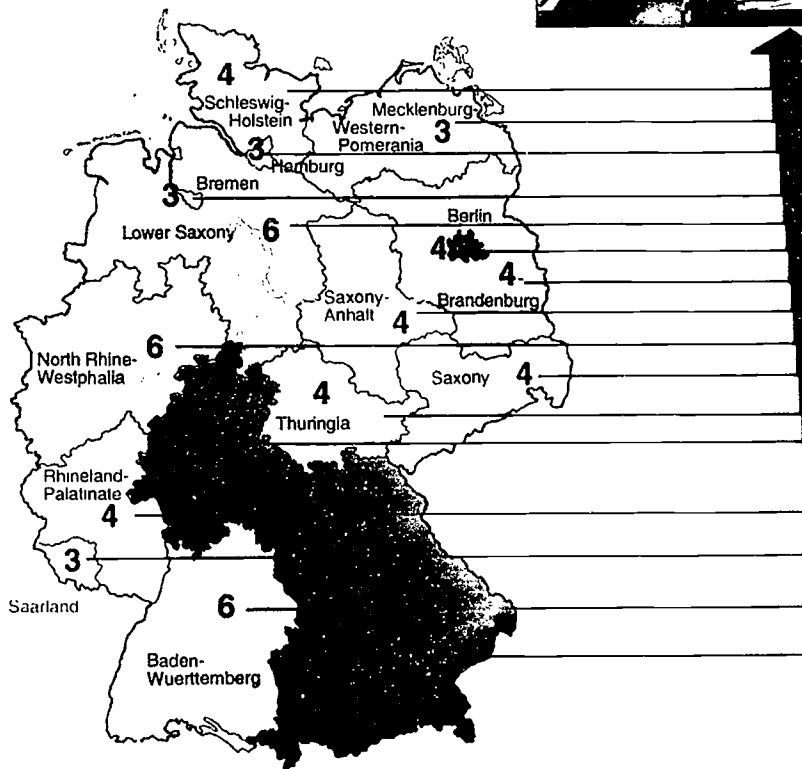 4
Schleswig-
Holstein
Mecklenburg-
Western-
Pomerania
3
3
Hamburg
Bremen
3
Lower Saxony
6
Berlin
4
4
Brandenburg
Saxony-
Anhalt
4
North Rhine-
Westphalia
6
Saxony
4
4
Thuringia
Rhineland-
Palatinate
4
3
Saarland
6
Baden-
Wuerttemberg